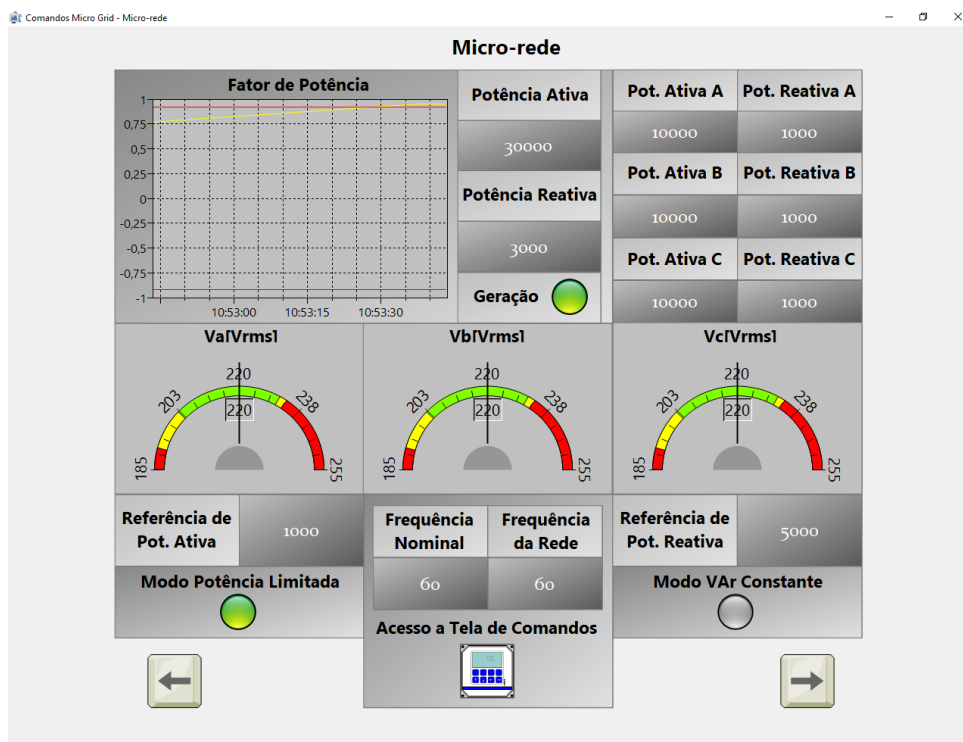 Comandos Micro Grid - Micro-rede
Micro-rede
Fator de Potência
1
0,75
0,5
0,25
0
-0,25
-0,5
-0,75
-1
10:53:00 10:53:15 10:53:30
Potência Ativa
30000
Potência Reativa
3000
Geração
Pot. Ativa A Pot. Reativa A
10000 1000
Pot. Ativa B Pot. Reativa B
10000 1000
Pot. Ativa C Pot. Reativa C
10000 1000
Va[Vrms]
185 203 220 238 255
220
Vb[Vrms]
185 203 220 238 255
220
Vc[Vrms]
185 203 220 238 255
220
Referência de
Pot. Ativa
1000
Modo Potência Limitada
Frequência
Nominal
Frequência
da Rede
60 60
Acesso a Tela de Comandos
Referência de
Pot. Reativa
5000
Modo VAr Constante